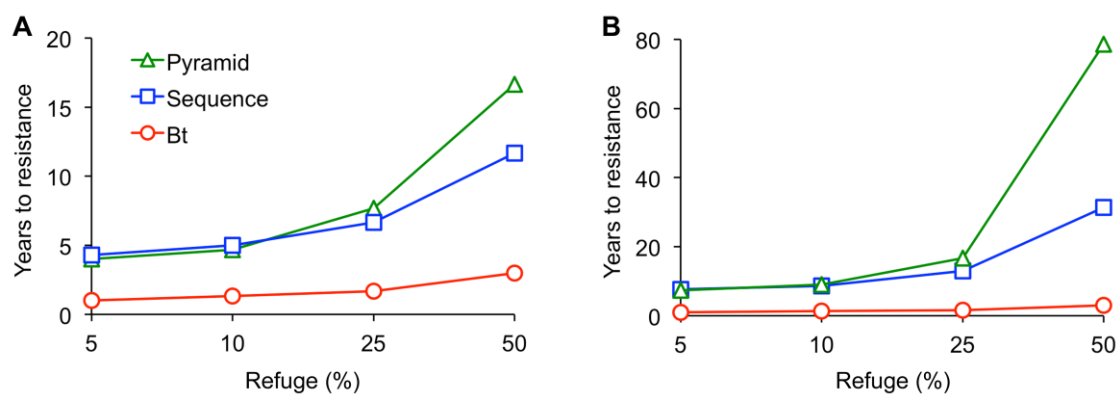 A
Years to resistance
20
15
10
5
0
Pyramid
Sequence
Bt
5 10 25 50
Refuge (%)
B
Years to resistance
80
60
40
20
0
5 10 25 50
Refuge (%)